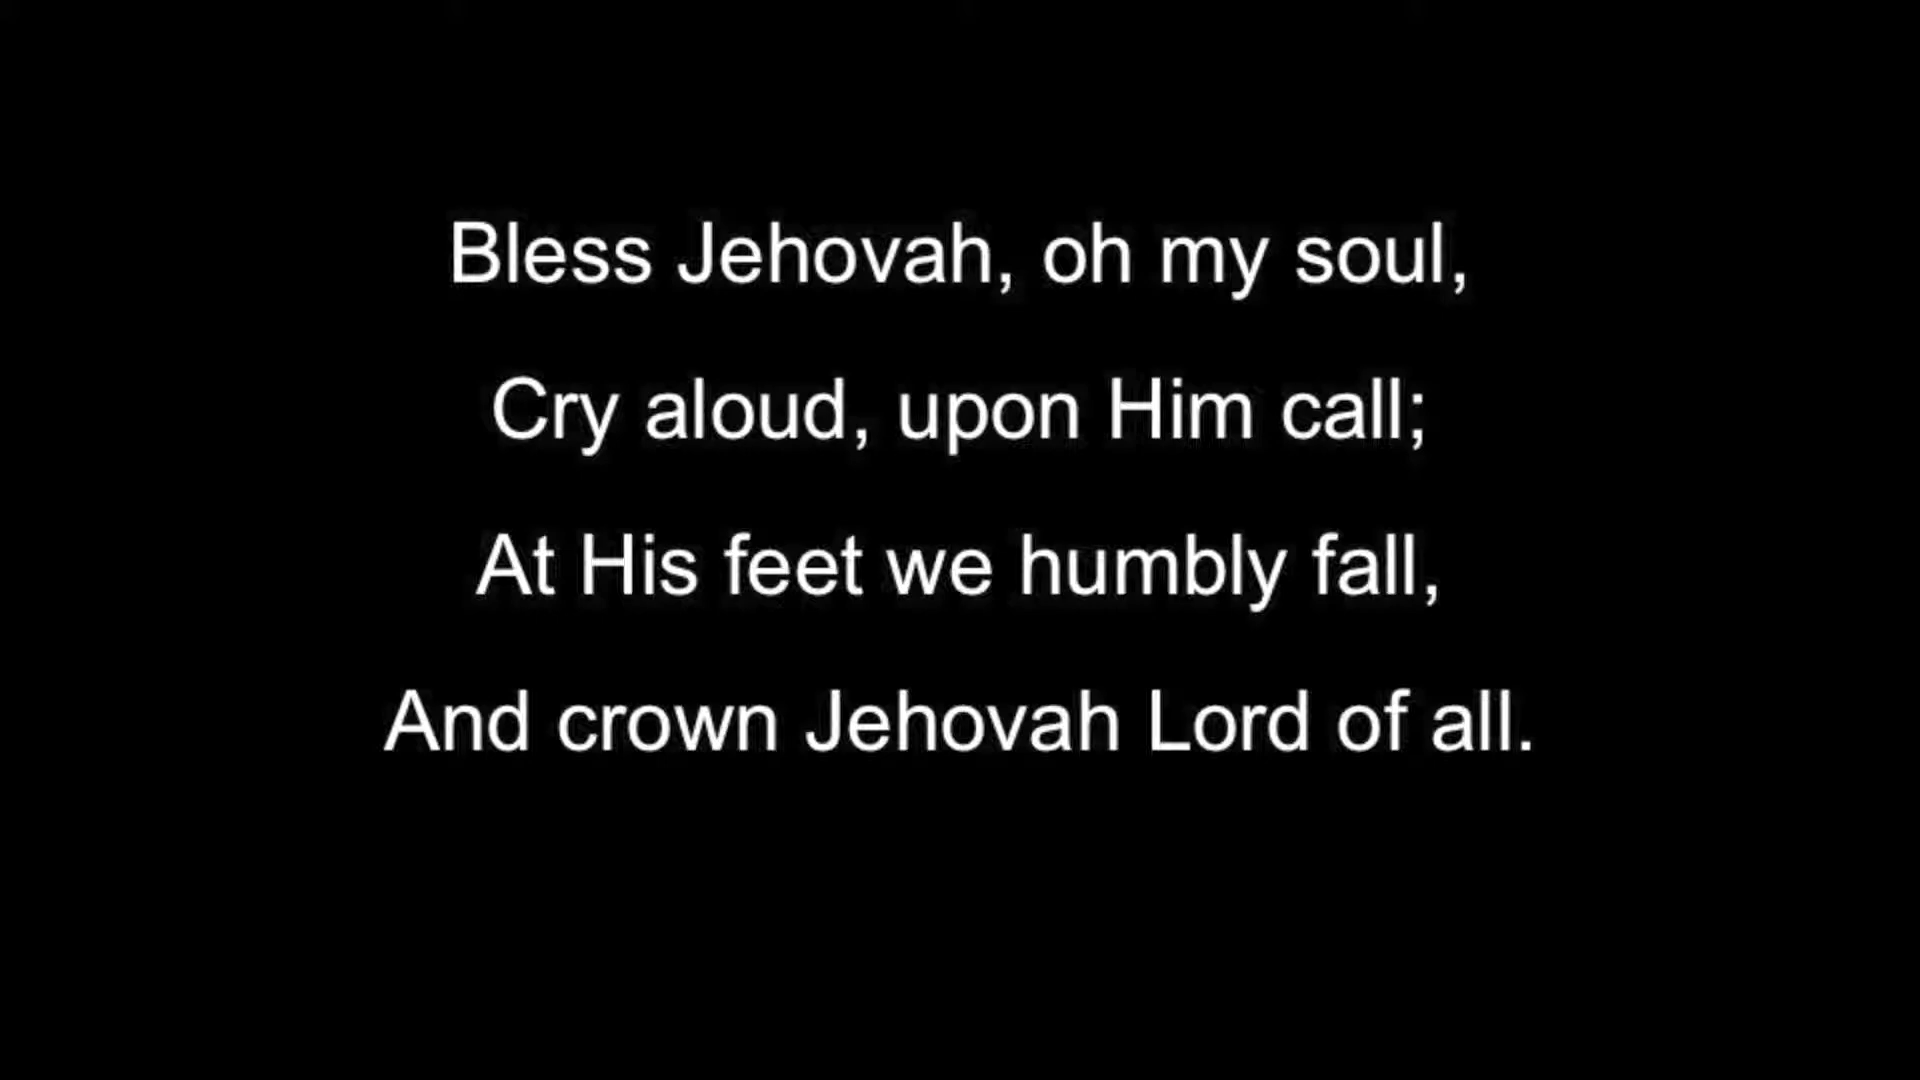 Bless Jehovah, oh my soul,
Cry aloud, upon Him call;
At His feet we humbly fall,
And crown Jehovah Lord of all.